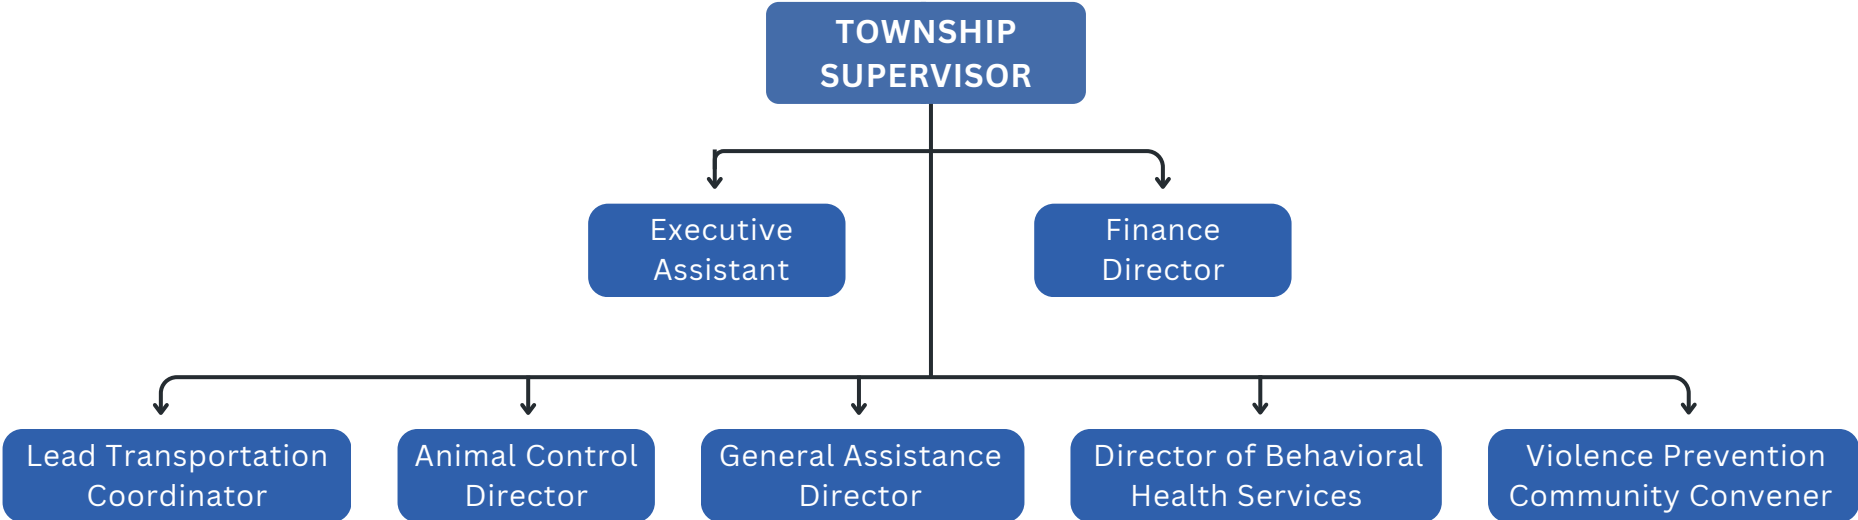 TOWNSHIP
SUPERVISOR
Executive
Assistant
Finance
Director
Lead Transportation
Coordinator
Animal Control
Director
General Assistance
Director
Director of Behavioral
Health Services
Violence Prevention
Community Convener